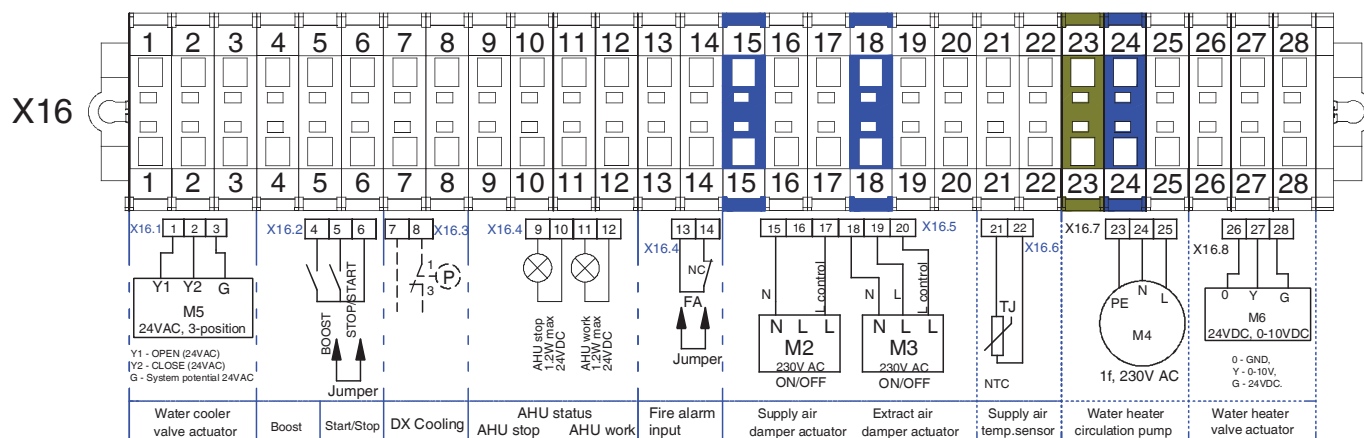 1 2 3 4 5 6 7 8 9 10 11 12 13 14 15 16 17 18 19 20 21 22 23 24 25 26 27 28
X16
1 2 3 4 5 6 7 8 9 10 11 12 13 14 15 16 17 18 19 20 21 22 23 24 25 26 27 28
X16.1 1 2 3
Y1 Y2 G
M5
24VAC, 3-position
Y1 - OPEN (24VAC)
Y2 - CLOSE (24VAC)
G - System potential 24VAC
Water cooler
valve actuator
X16.2 4 5 6
BOOST
STOP/START
Jumper
Boost
Start/Stop
7 8 X16.3
1
3
P
DX Cooling
X16.4 9 10 11 12
AHU stop
1.2W max
24VDC
AHU work
1.2W max
24VDC
AHU status
AHU stop AHU work
13 14
X16.4
NC
FA
Jumper
Fire alarm
input
15 16 17 18 19 20 X16.5
N
L control
N L L
M2
230V AC
ON/OFF
Supply air
damper actuator
N
L
L control
N L L
M3
230V AC
ON/OFF
Extract air
damper actuator
21 22
X16.6
TJ
NTC
Supply air
temp.sensor
X16.7
23 24 25
PE N L
M4
1f, 230V AC
Water heater
circulation pump
26 27 28
X16.8
0 Y G
M6
24VDC, 0-10VDC
0 - GND,
Y - 0-10V,
G - 24VDC.
Water heater
valve actuator